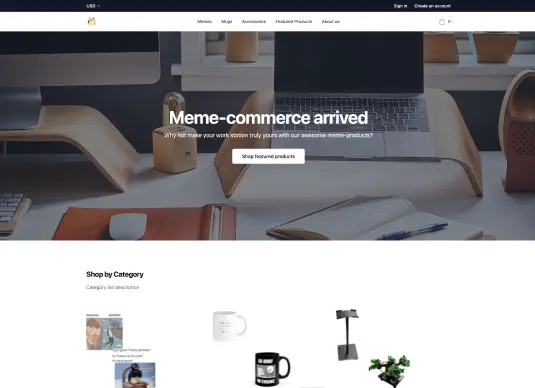 USD
Sign in
Create an account
Memes
Mugs
Accessories
Featured Products
About us
0
Meme-commerce arrived
Why not make your work station truly yours with our awesome meme-products?
Shop featured products
Shop by Category
Category list description